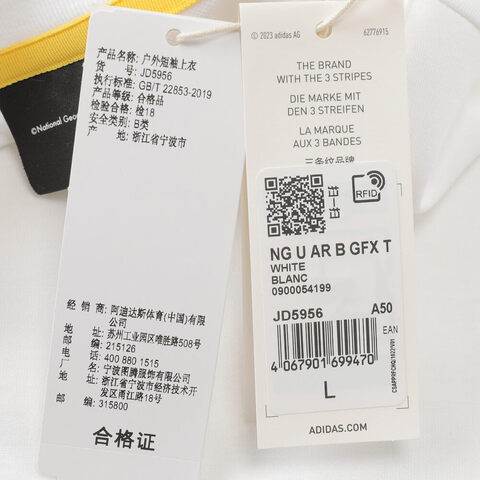 ©National Geo
产品名称: 户外短袖上衣
货 号: JD5956
执行标准: GB/T 22853-2019
产品等级: 合格品
检验合格: 检18
安全类别: B类
产 地: 浙江省宁波市
经 销 商: 阿迪达斯体育(中国)有限
公司
地 址: 苏州工业园区唯胜路508号
邮 编: 215126
电 话: 400 880 1515
厂 名: 宁波图腾服饰有限公司
地 址: 浙江省宁波市经济技术开
发区甬江路18号
邮 编: 315800
合格证
© 2023 adidas AG
62776915
THE BRAND
WITH THE 3 STRIPES
DIE MARKE MIT
DEN 3 STREIFEN
LA MARQUE
AUX 3 BANDES
三条纹品牌
RFID
NG U AR B GFX T
WHITE
BLANC
0900054199
JD5956 A50
EAN
4 067901 699470
L
ADIDAS.COM